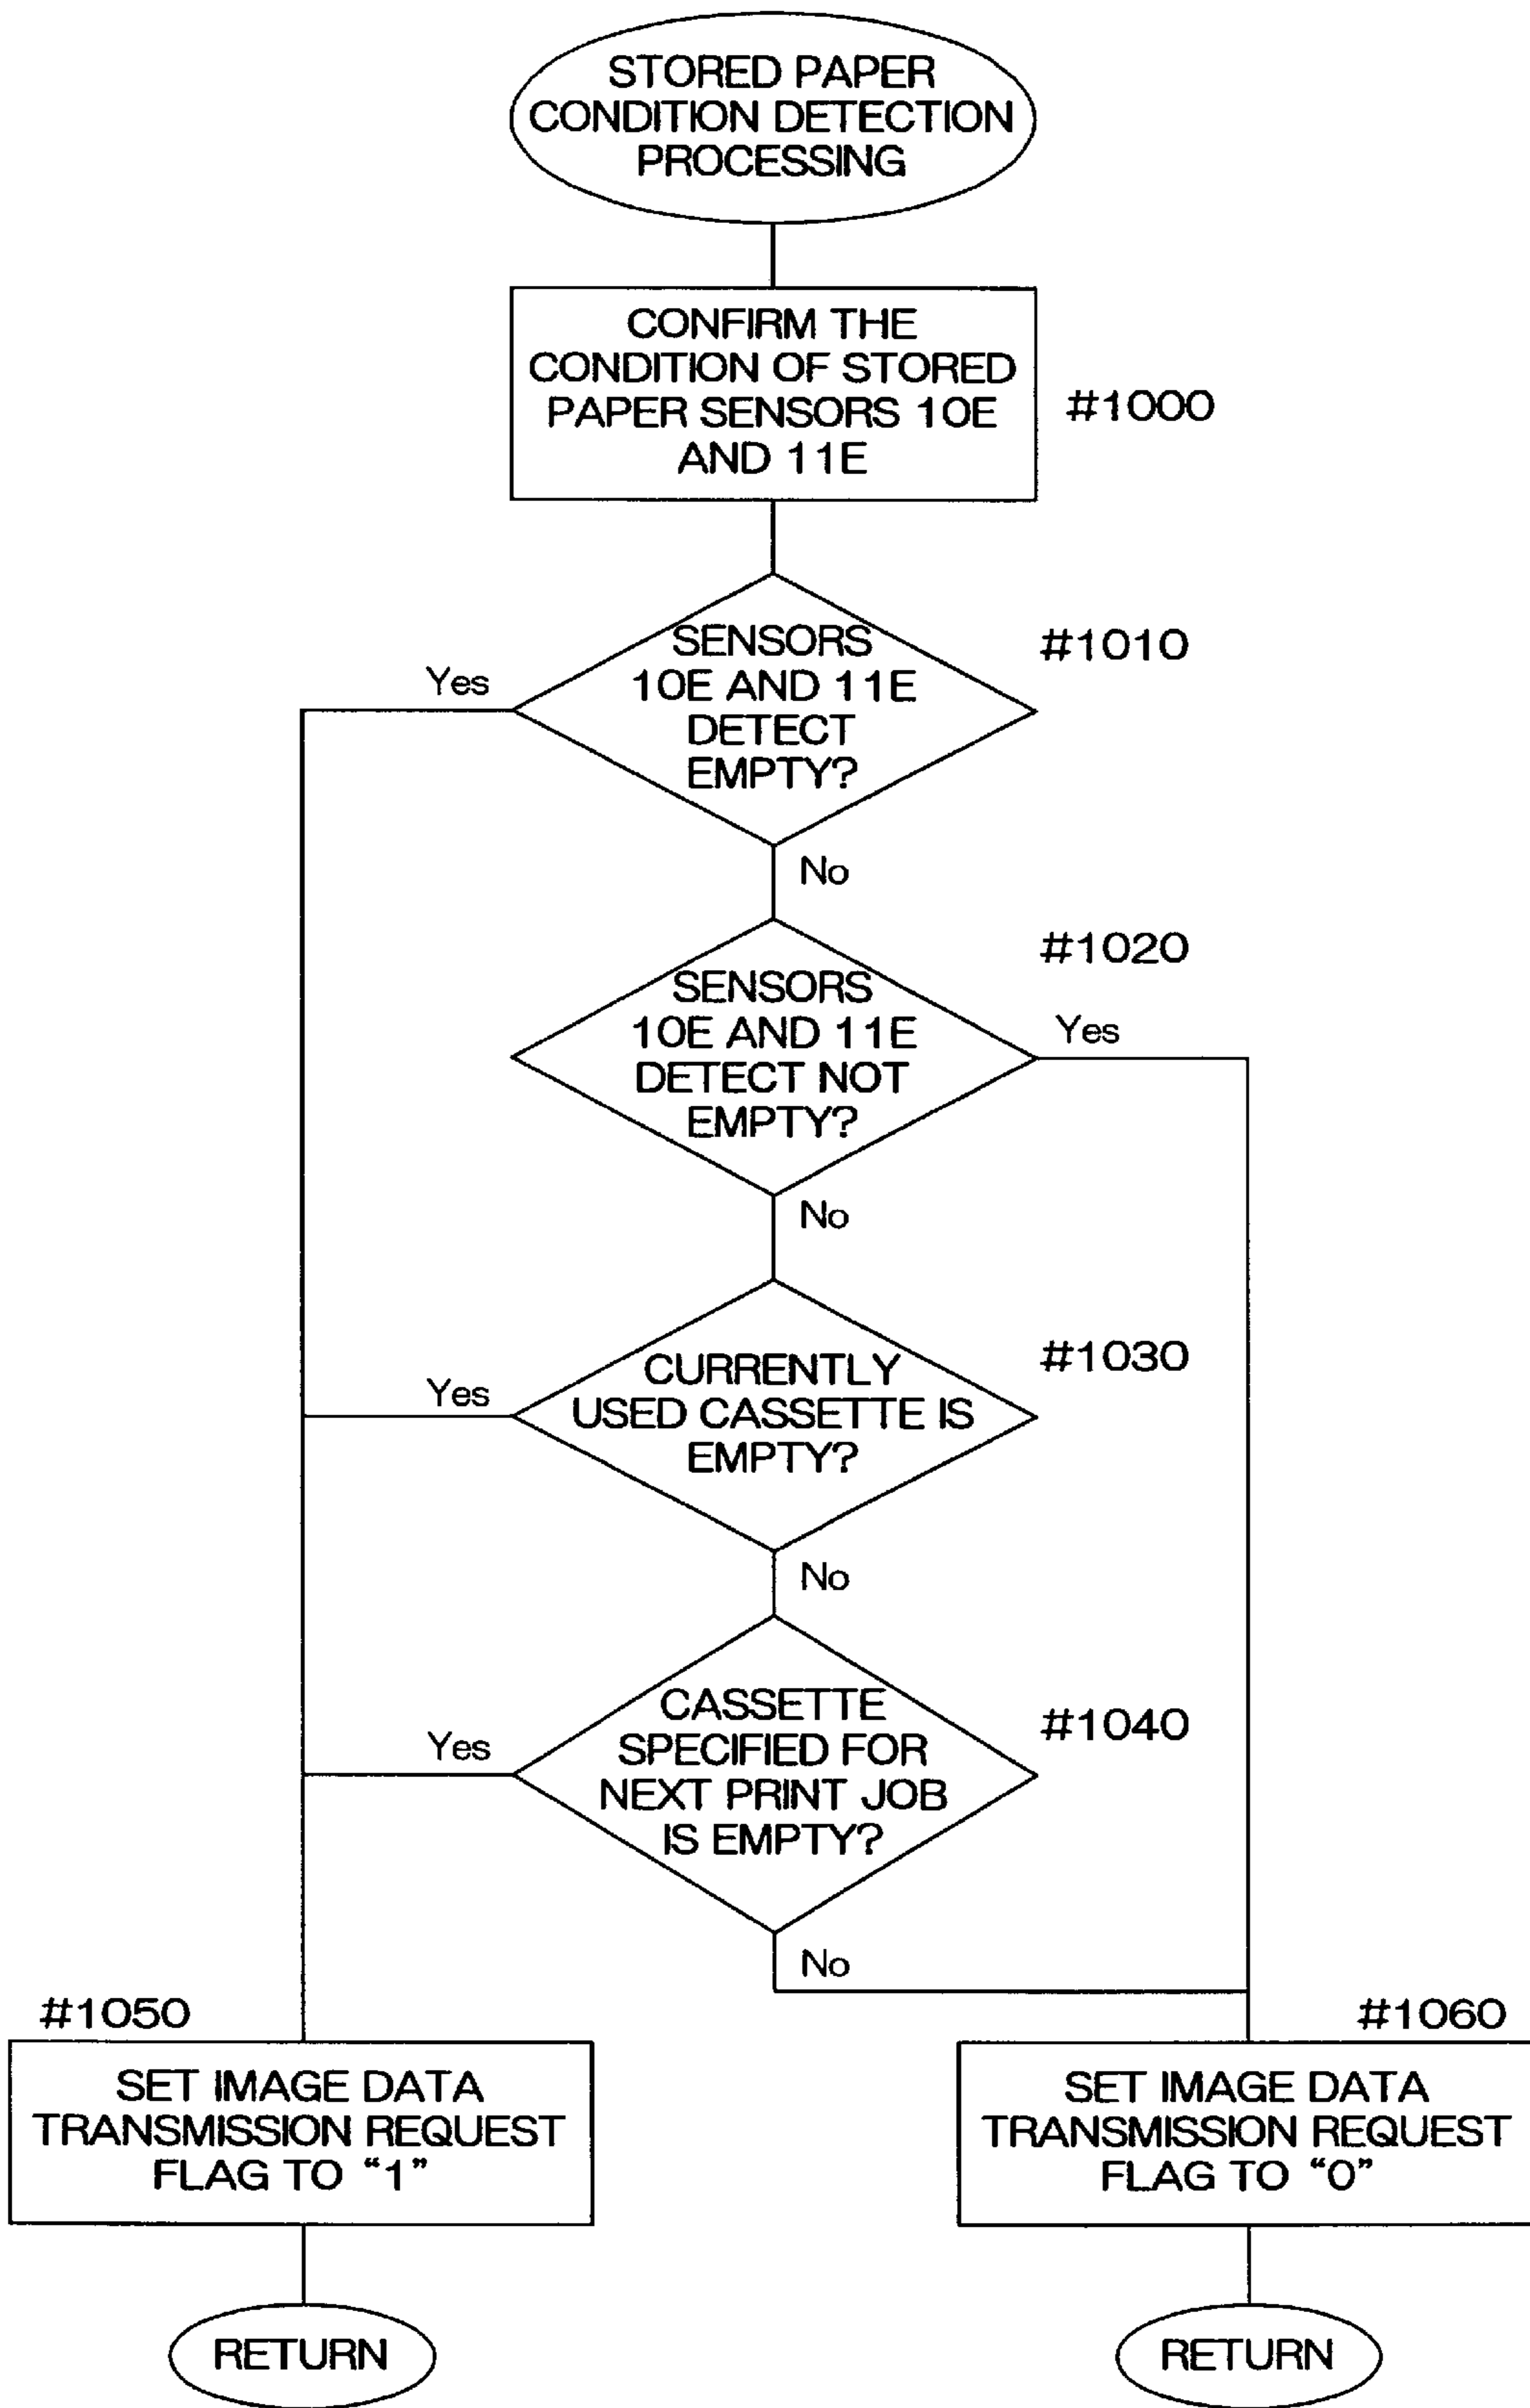 STORED PAPER
CONDITION DETECTION
PROCESSING
CONFIRM THE
CONDITION OF STORED
PAPER SENSORS 10E
AND 11E
#1000
SENSORS
10E AND 11E
DETECT
EMPTY?
#1010
Yes
No
SENSORS
10E AND 11E
DETECT NOT
EMPTY?
#1020
Yes
No
CURRENTLY
USED CASSETTE IS
EMPTY?
#1030
Yes
No
CASSETTE
SPECIFIED FOR
NEXT PRINT JOB
IS EMPTY?
#1040
Yes
No
#1050
SET IMAGE DATA
TRANSMISSION REQUEST
FLAG TO “1”
RETURN
#1060
SET IMAGE DATA
TRANSMISSION REQUEST
FLAG TO “0”
RETURN